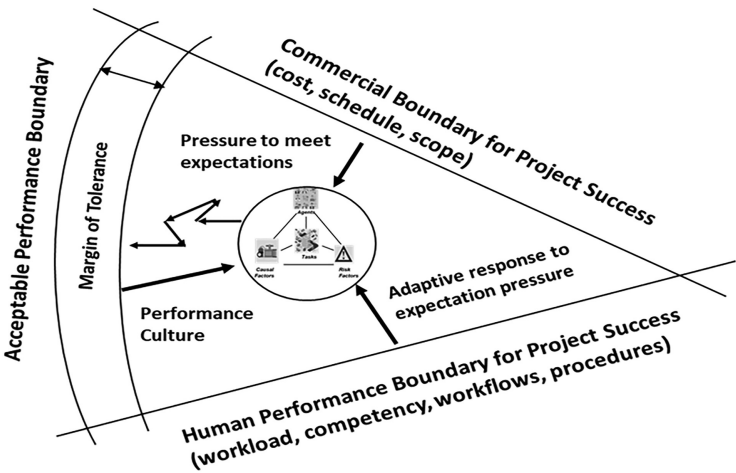 Commercial Boundary for Project Success
(cost, schedule, scope)
Acceptable Performance Boundary
Margin of Tolerance
Pressure to meet
expectations
Agents
Tasks
Causal
Factors
Risk
Factors
Adaptive response to
expectation pressure
Performance
Culture
Human Performance Boundary for Project Success
(workload, competency, workflows, procedures)